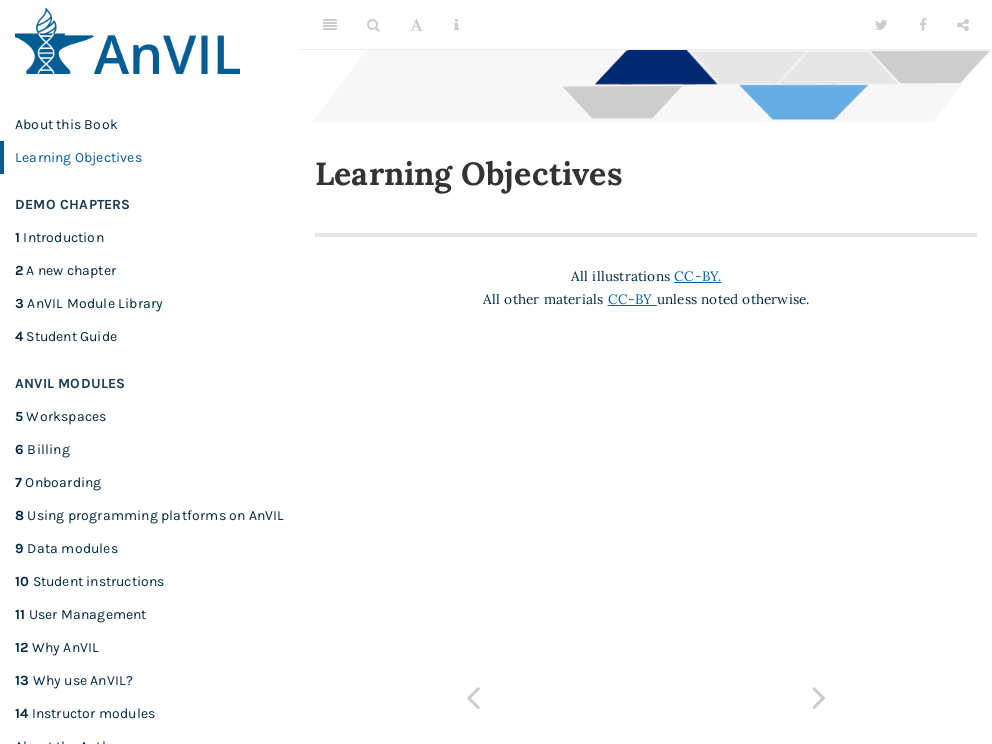 AnVIL
About this Book
Learning Objectives
DEMO CHAPTERS
1 Introduction
2 A new chapter
3 AnVIL Module Library
4 Student Guide
ANVIL MODULES
5 Workspaces
6 Billing
7 Onboarding
8 Using programming platforms on AnVIL
9 Data modules
10 Student instructions
11 User Management
12 Why AnVIL
13 Why use AnVIL?
14 Instructor modules
Learning Objectives
All illustrations CC-BY.
All other materials CC-BY unless noted otherwise.